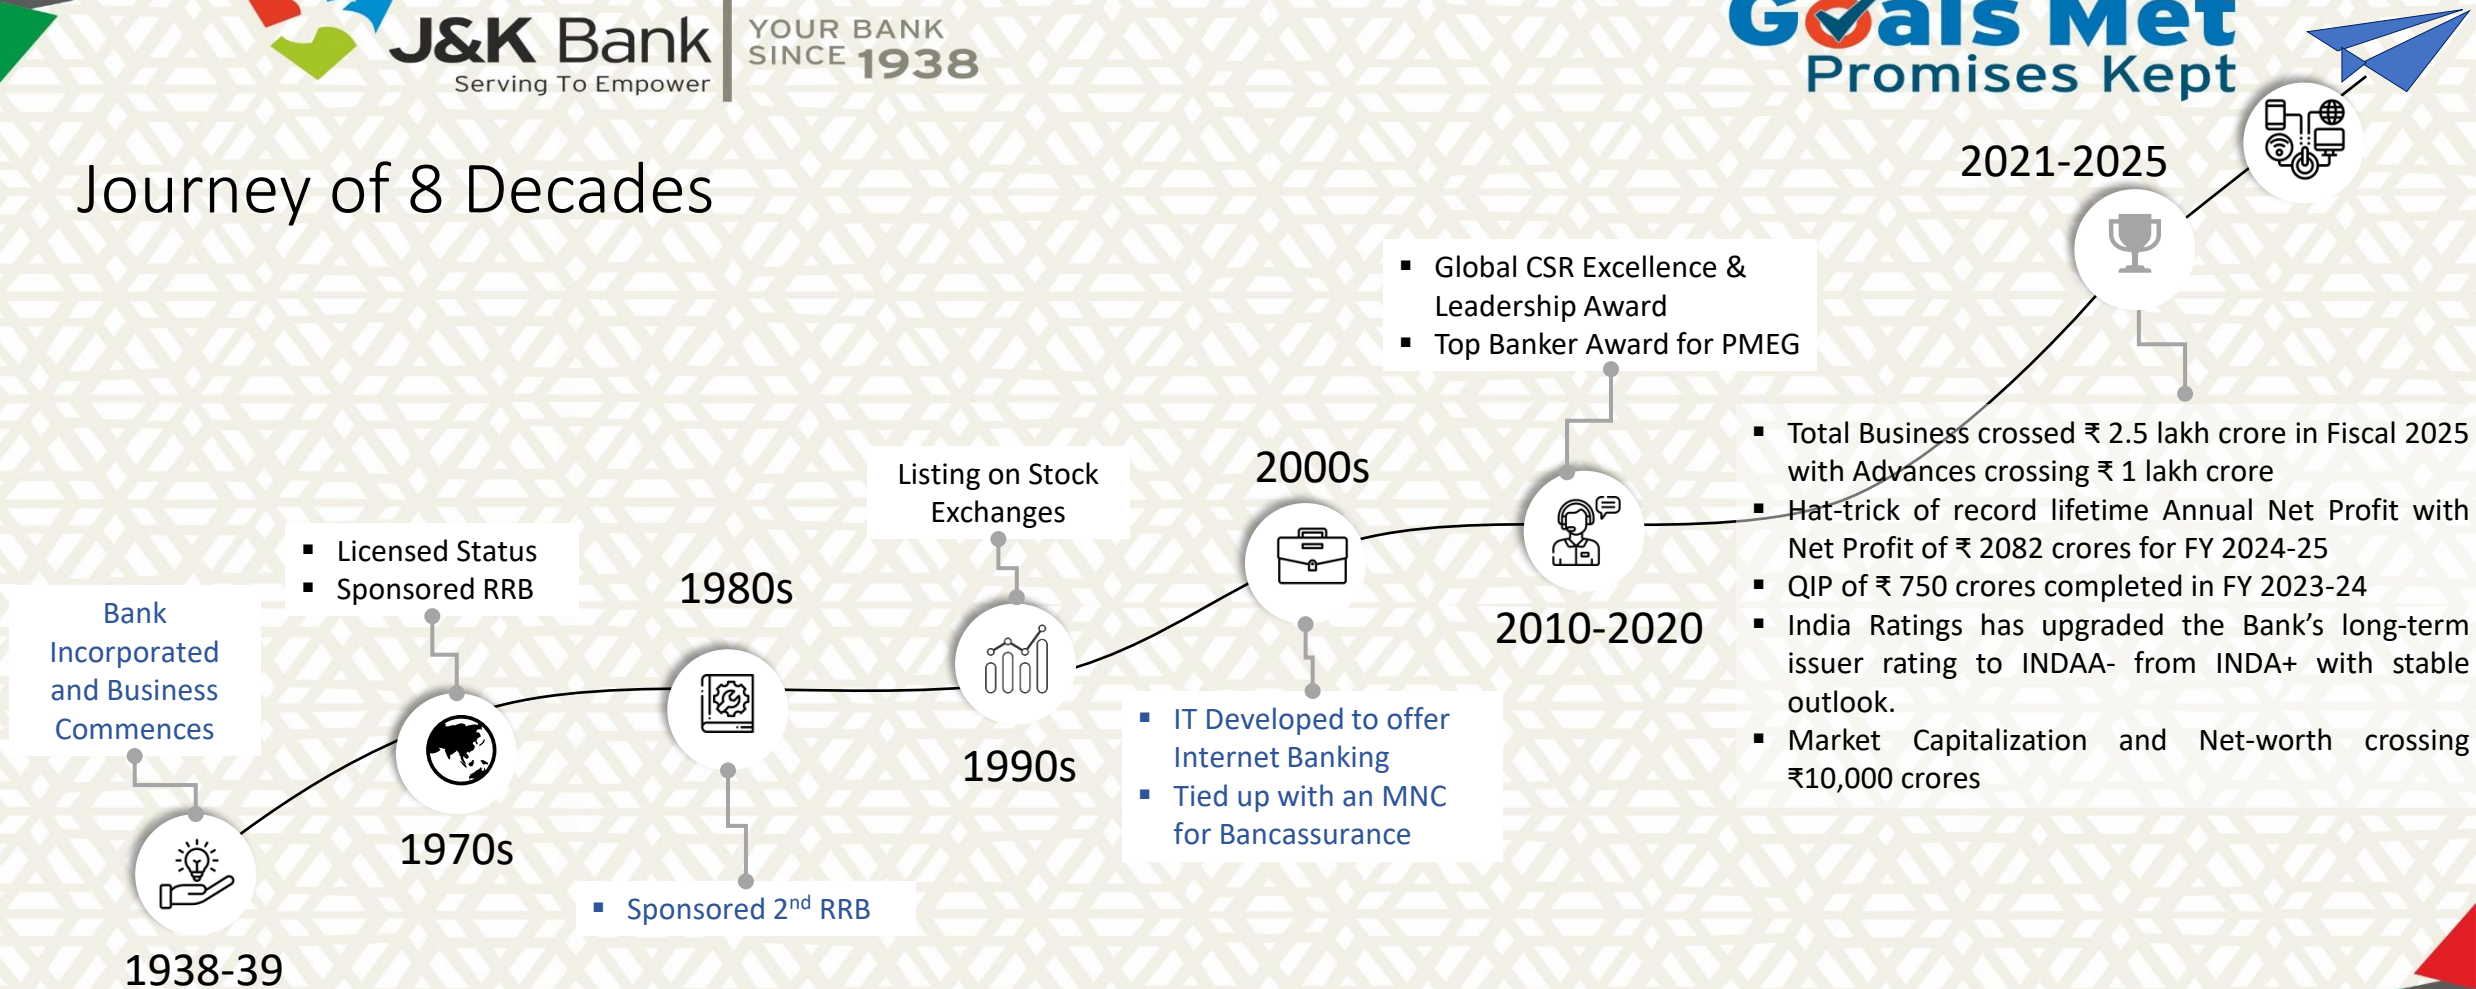 J&K Bank
Serving To Empower
YOUR BANK
SINCE 1938
Goals Met
Promises Kept
Journey of 8 Decades
Bank
Incorporated
and Business
Commences
1938-39
▪ Licensed Status
▪ Sponsored RRB
1970s
1980s
▪ Sponsored 2nd RRB
Listing on Stock
Exchanges
1990s
2000s
▪ IT Developed to offer
Internet Banking
▪ Tied up with an MNC
for Bancassurance
▪ Global CSR Excellence &
Leadership Award
▪ Top Banker Award for PMEG
2010-2020
2021-2025
▪ Total Business crossed ₹ 2.5 lakh crore in Fiscal 2025
with Advances crossing ₹ 1 lakh crore
▪ Hat-trick of record lifetime Annual Net Profit with
Net Profit of ₹ 2082 crores for FY 2024-25
▪ QIP of ₹ 750 crores completed in FY 2023-24
▪ India Ratings has upgraded the Bank’s long-term
issuer rating to INDAA- from INDA+ with stable
outlook.
▪ Market Capitalization and Net-worth crossing
₹10,000 crores